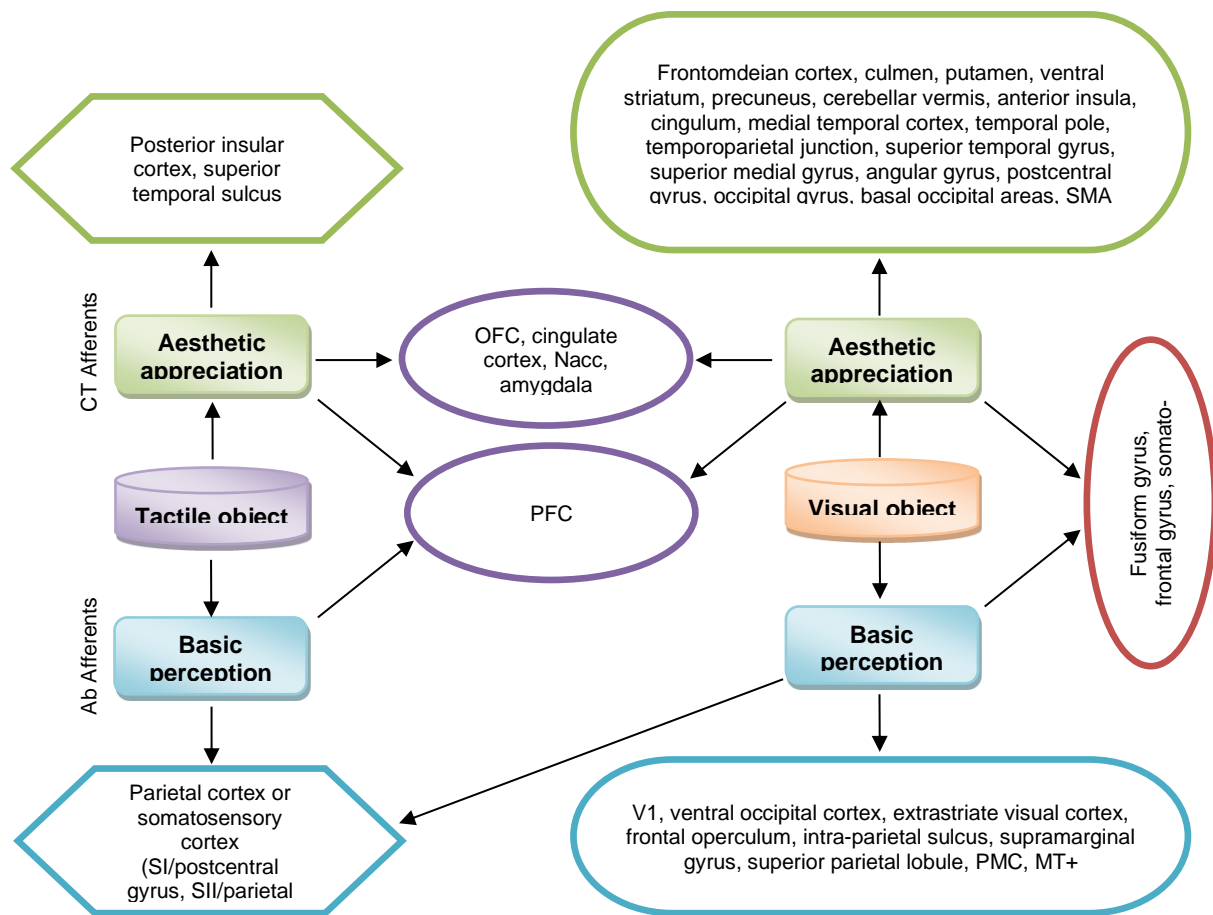 Frontomdeian cortex, culmen, putamen, ventral
striatum, precuneus, cerebellar vermis, anterior insula,
cingulum, medial temporal cortex, temporal pole,
temporoparietal junction, superior temporal gyrus,
superior medial gyrus, angular gyrus, postcentral
gyrus, occipital gyrus, basal occipital areas, SMA
Posterior insular
cortex, superior
temporal sulcus
CT Afferents
Aesthetic
appreciation
OFC, cingulate
cortex, Nacc,
amygdala
Aesthetic
appreciation
Tactile object
PFC
Visual object
Fusiform gyrus,
frontal gyrus, somato-
Ab Afferents
Basic
perception
Basic
perception
Parietal cortex or
somatosensory
cortex
(SI/postcentral
gyrus, SII/parietal
V1, ventral occipital cortex, extrastriate visual cortex,
frontal operculum, intra-parietal sulcus, supramarginal
gyrus, superior parietal lobule, PMC, MT+